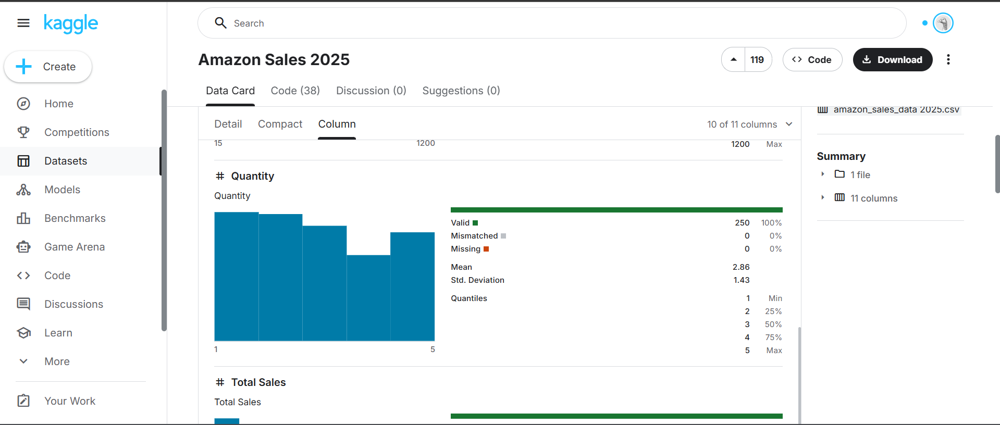 kaggle
Search
Create
Home
Competitions
Datasets
Models
Benchmarks
Game Arena
Code
Discussions
Learn
More
Your Work
Amazon Sales 2025
119
Code
Download
Data Card
Code (38)
Discussion (0)
Suggestions (0)
Detail
Compact
Column
10 of 11 columns
15
1200
1200 Max
# Quantity
Quantity
1
5
Valid 250 100%
Mismatched 0 0%
Missing 0 0%
Mean 2.86
Std. Deviation 1.43
Quantiles 1 Min
2 25%
3 50%
4 75%
5 Max
# Total Sales
Total Sales
amazon_sales_data 2025.csv
Summary
1 file
11 columns